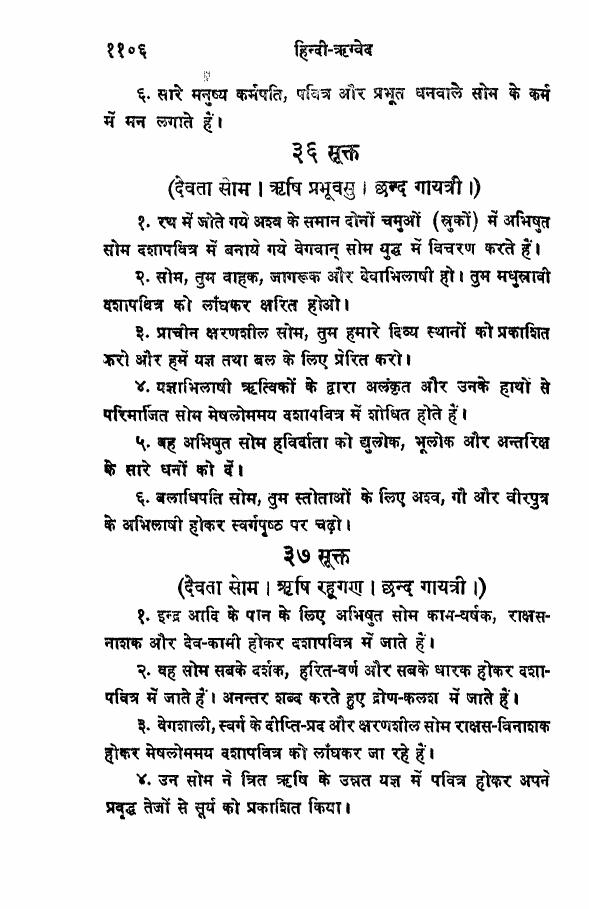 ११०६ हिन्दी-ऋग्वेद
६. सारे मनुष्य कर्मपति, पवित्र और प्रभूत धनवाले सोम के कर्म
में मन लगाते हैं।
३६ सूक्त
(देवता सोम। ऋषि प्रभूवसु। छन्द गायत्री।)
१. रथ में जोते गये अश्व के समान दोनों चमुओं (स्रुकों) में अभिषुत
सोम दशापवित्र में बनाये गये वेगवान् सोम युद्ध में विचरण करते हैं।
२. सोम, तुम वाहक, जागरूक और देवाभिलाषी हो। तुम मधुस्रावी
दशापवित्र को लाँघकर क्षरित होओ।
३. प्राचीन क्षरणशील सोम, तुम हमारे दिव्य स्थानों को प्रकाशित
करो और हमें यज्ञ तथा बल के लिए प्रेरित करो।
४. यज्ञाभिलाषी ऋत्विकों के द्वारा अलंकृत और उनके हाथों से
परिमार्जित सोम मेषलोममय दशापवित्र में शोधित होते हैं।
५. वह अभिषुत सोम हविर्दाता को द्युलोक, भूलोक और अन्तरिक्ष
के सारे धनों को दें।
६. बलाधिपति सोम, तुम स्तोताओं के लिए अश्व, गौ और वीरपुत्र
के अभिलाषी होकर स्वर्गपृष्ठ पर चढ़ो।
३७ सूक्त
(देवता सोम। ऋषि रहूगण। छन्द गायत्री।)
१. इन्द्र आदि के पान के लिए अभिषुत सोम काम-वर्षक, राक्षस-
नाशक और देव-कामी होकर दशापवित्र में जाते हैं।
२. वह सोम सबके दर्शक, हरित-वर्ण और सबके धारक होकर दशा-
पवित्र में जाते हैं। अनन्तर शब्द करते हुए द्रोण-कलश में जाते हैं।
३. वेगशाली, स्वर्ग के दीप्ति-प्रद और क्षरणशील सोम राक्षस-विनाशक
होकर मेषलोममय दशापवित्र को लाँघकर जा रहे हैं।
४. उन सोम ने त्रित ऋषि के उन्नत यज्ञ में पवित्र होकर अपने
प्रवृद्ध तेजों से सूर्य को प्रकाशित किया।